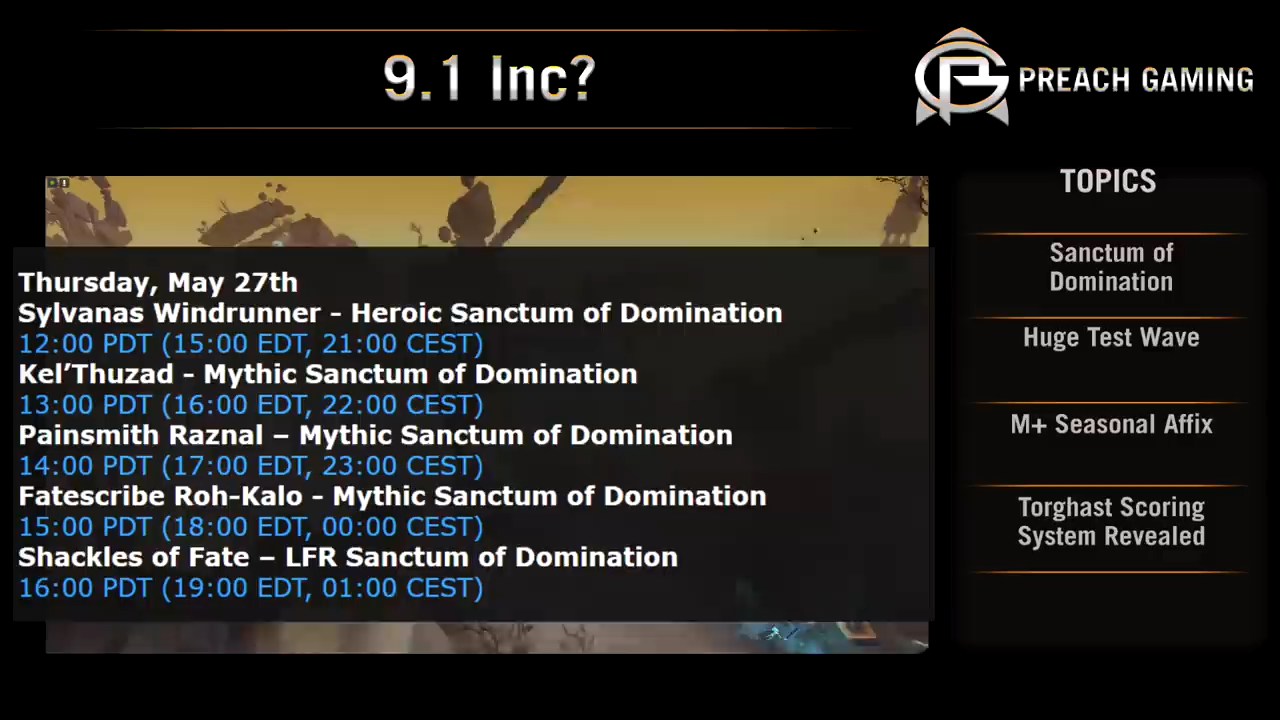 9.1 Inc?
PREACH GAMING
Thursday, May 27th
Sylvanas Windrunner - Heroic Sanctum of Domination
12:00 PDT (15:00 EDT, 21:00 CEST)
Kel’Thuzad - Mythic Sanctum of Domination
13:00 PDT (16:00 EDT, 22:00 CEST)
Painsmith Raznal – Mythic Sanctum of Domination
14:00 PDT (17:00 EDT, 23:00 CEST)
Fatescribe Roh-Kalo - Mythic Sanctum of Domination
15:00 PDT (18:00 EDT, 00:00 CEST)
Shackles of Fate – LFR Sanctum of Domination
16:00 PDT (19:00 EDT, 01:00 CEST)
TOPICS
Sanctum of
Domination
Huge Test Wave
M+ Seasonal Affix
Torghast Scoring
System Revealed